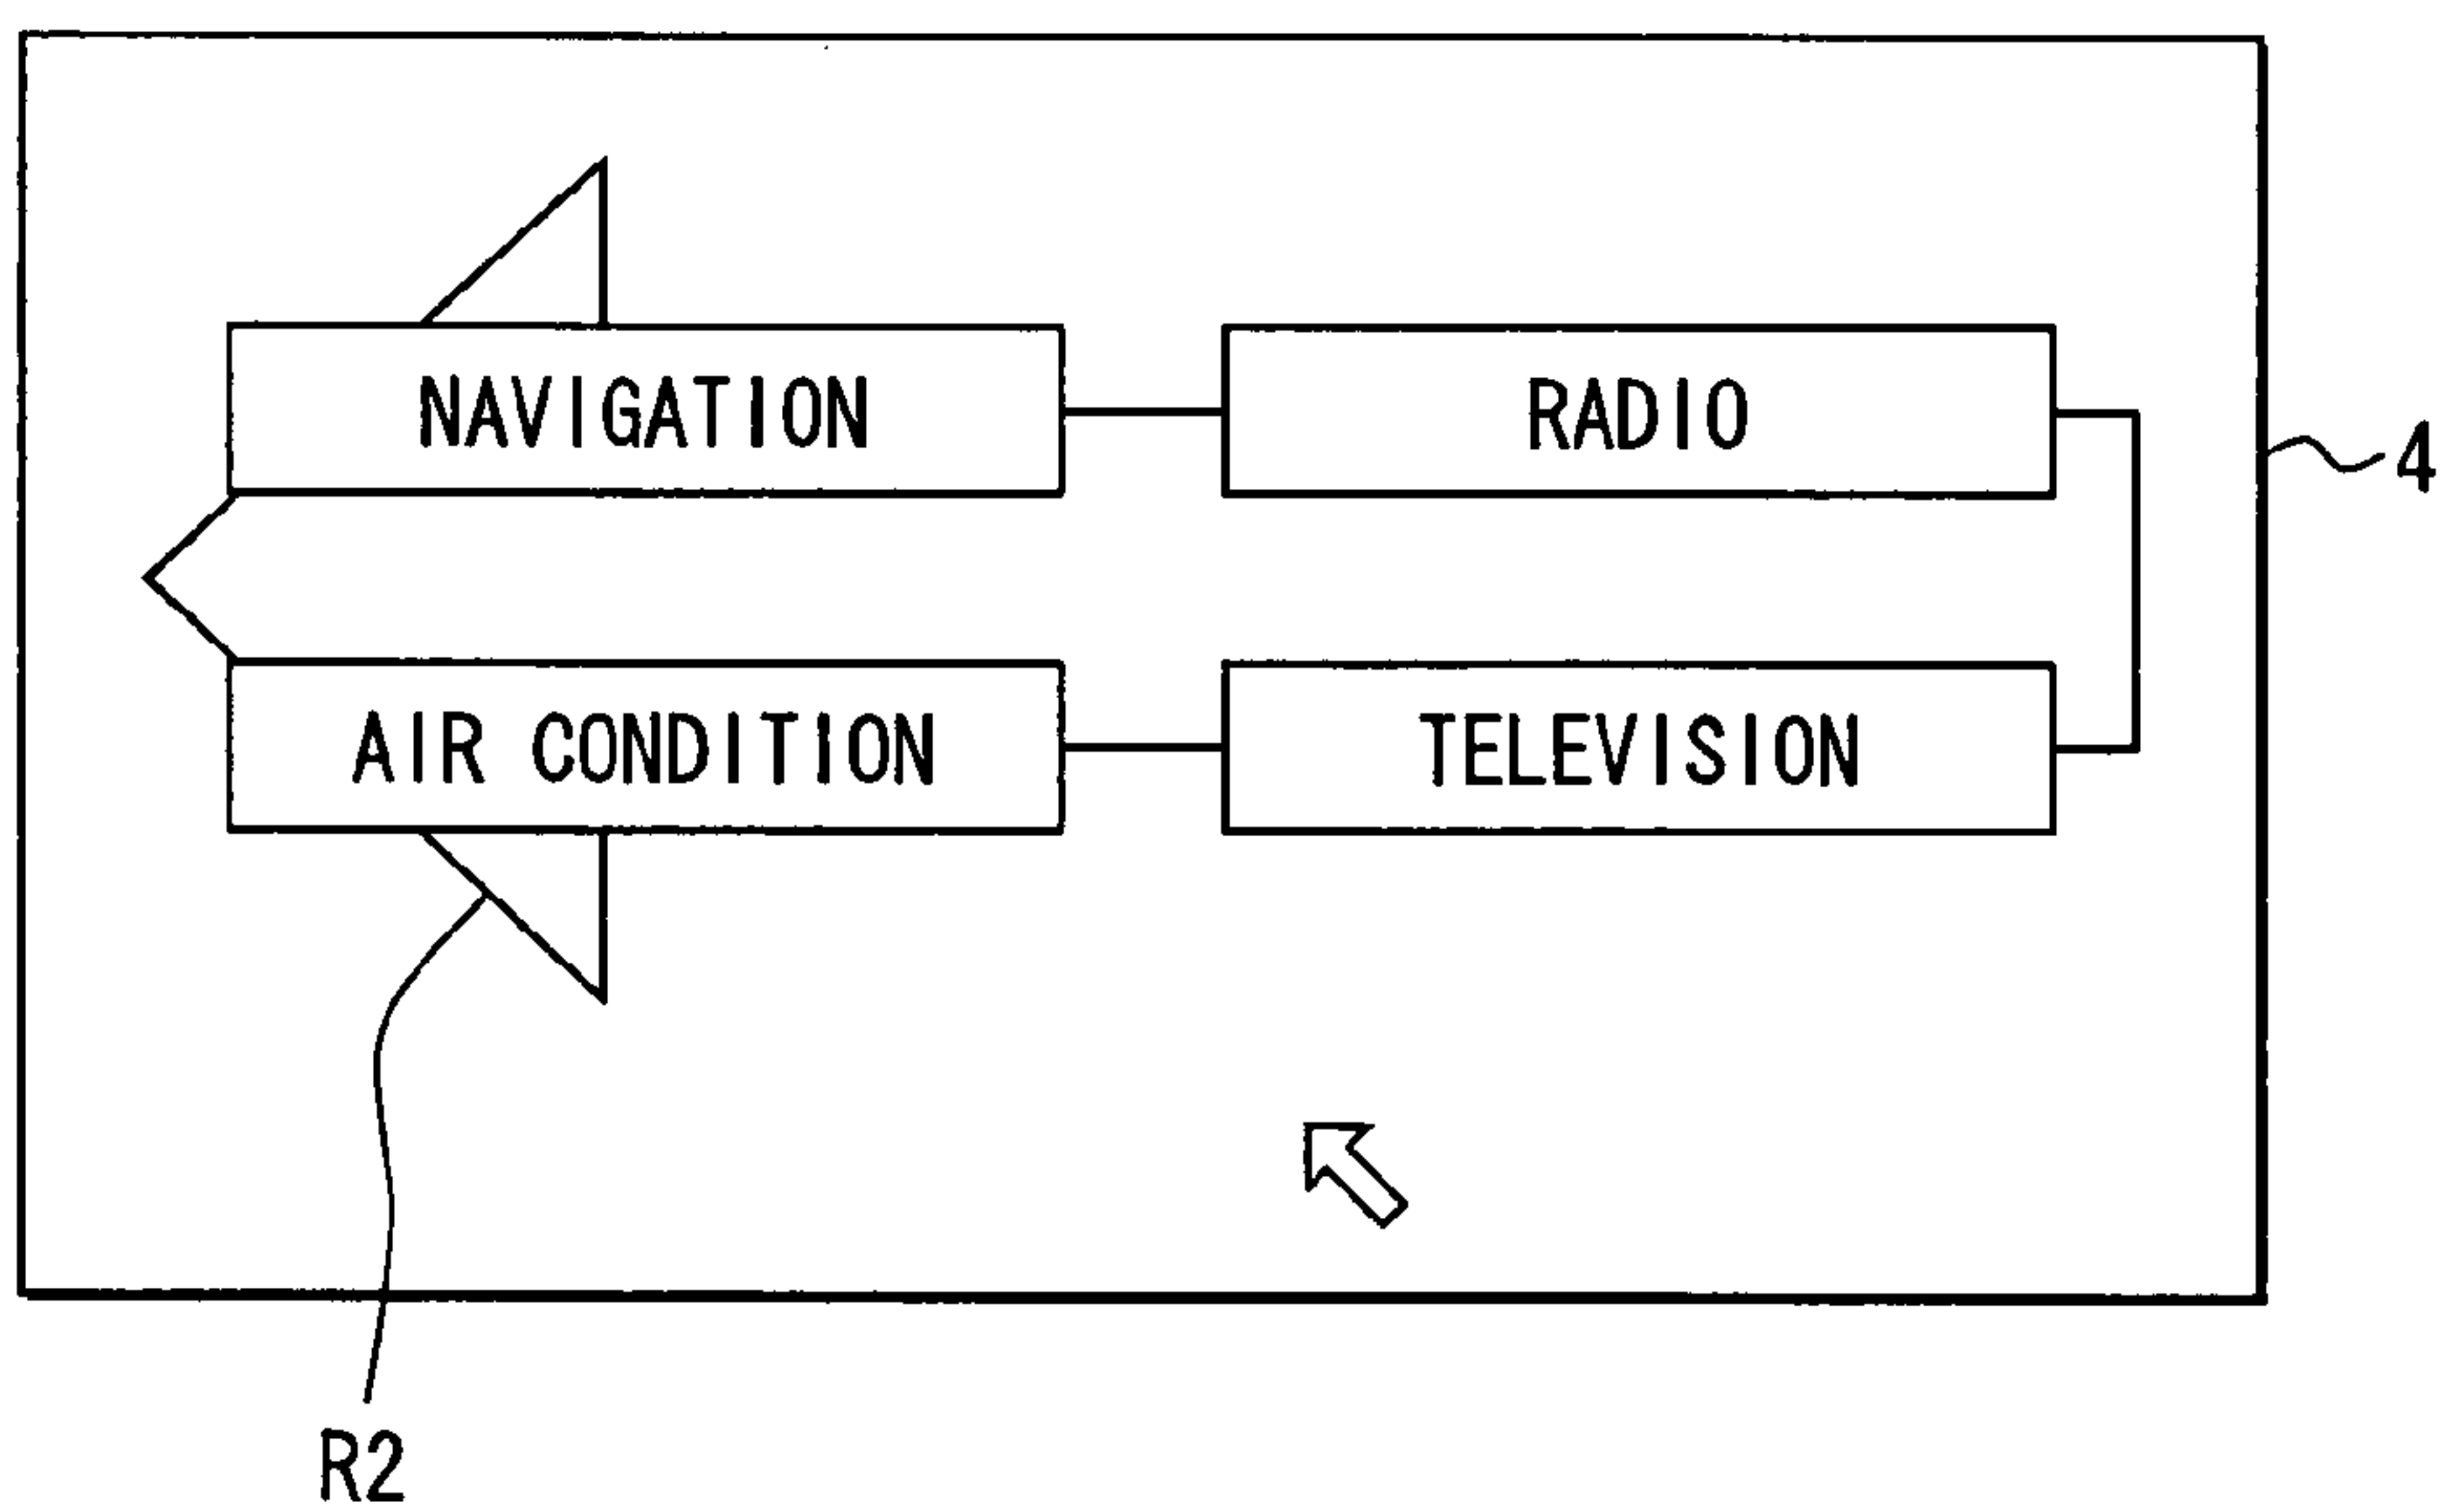 NAVIGATION
RADIO
4
AIR CONDITION
TELEVISION
R2